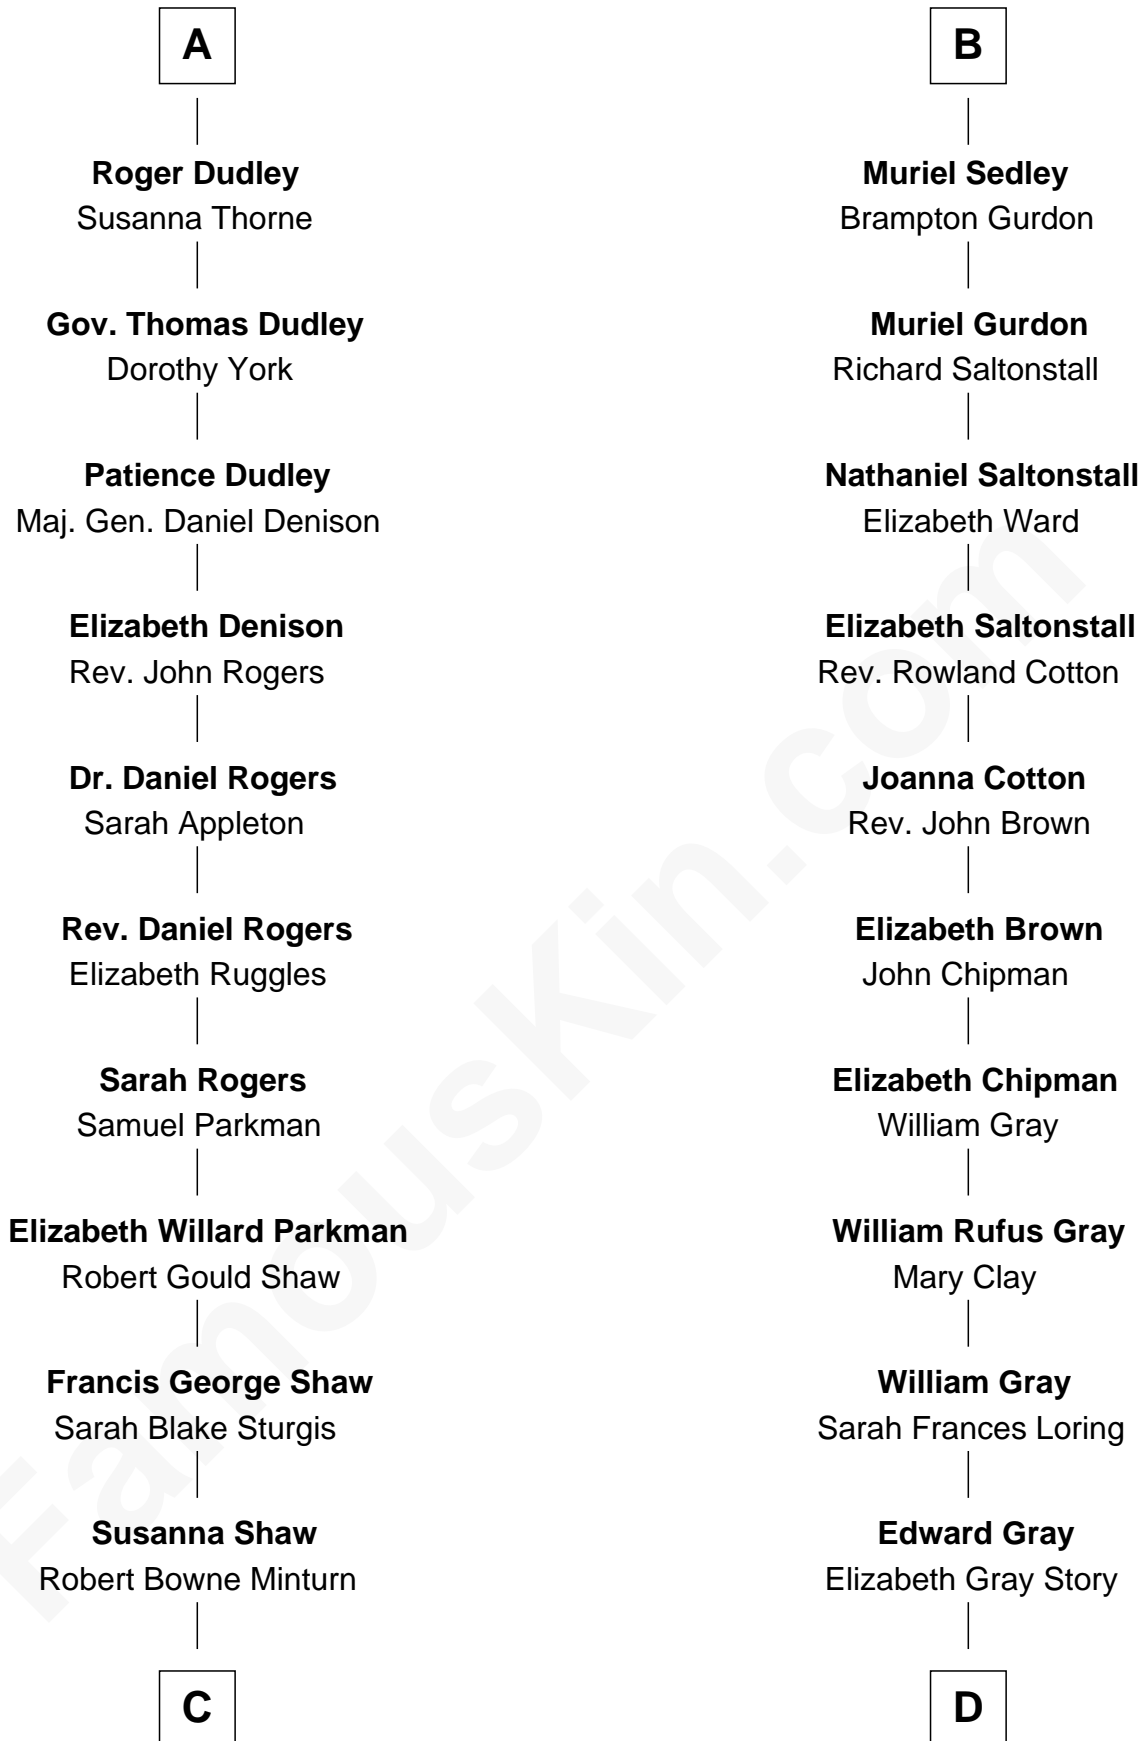 A
Roger Dudley
Susanna Thorne
Gov. Thomas Dudley
Dorothy York
Patience Dudley
Maj. Gen. Daniel Denison
Elizabeth Denison
Rev. John Rogers
Dr. Daniel Rogers
Sarah Appleton
Rev. Daniel Rogers
Elizabeth Ruggles
Sarah Rogers
Samuel Parkman
Elizabeth Willard Parkman
Robert Gould Shaw
Francis George Shaw
Sarah Blake Sturgis
Susanna Shaw
Robert Bowne Minturn
C
B
Muriel Sedley
Brampton Gurdon
Muriel Gurdon
Richard Saltonstall
Nathaniel Saltonstall
Elizabeth Ward
Elizabeth Saltonstall
Rev. Rowland Cotton
Joanna Cotton
Rev. John Brown
Elizabeth Brown
John Chipman
Elizabeth Chipman
William Gray
William Rufus Gray
Mary Clay
William Gray
Sarah Frances Loring
Edward Gray
Elizabeth Gray Story
D
FamousKin.com